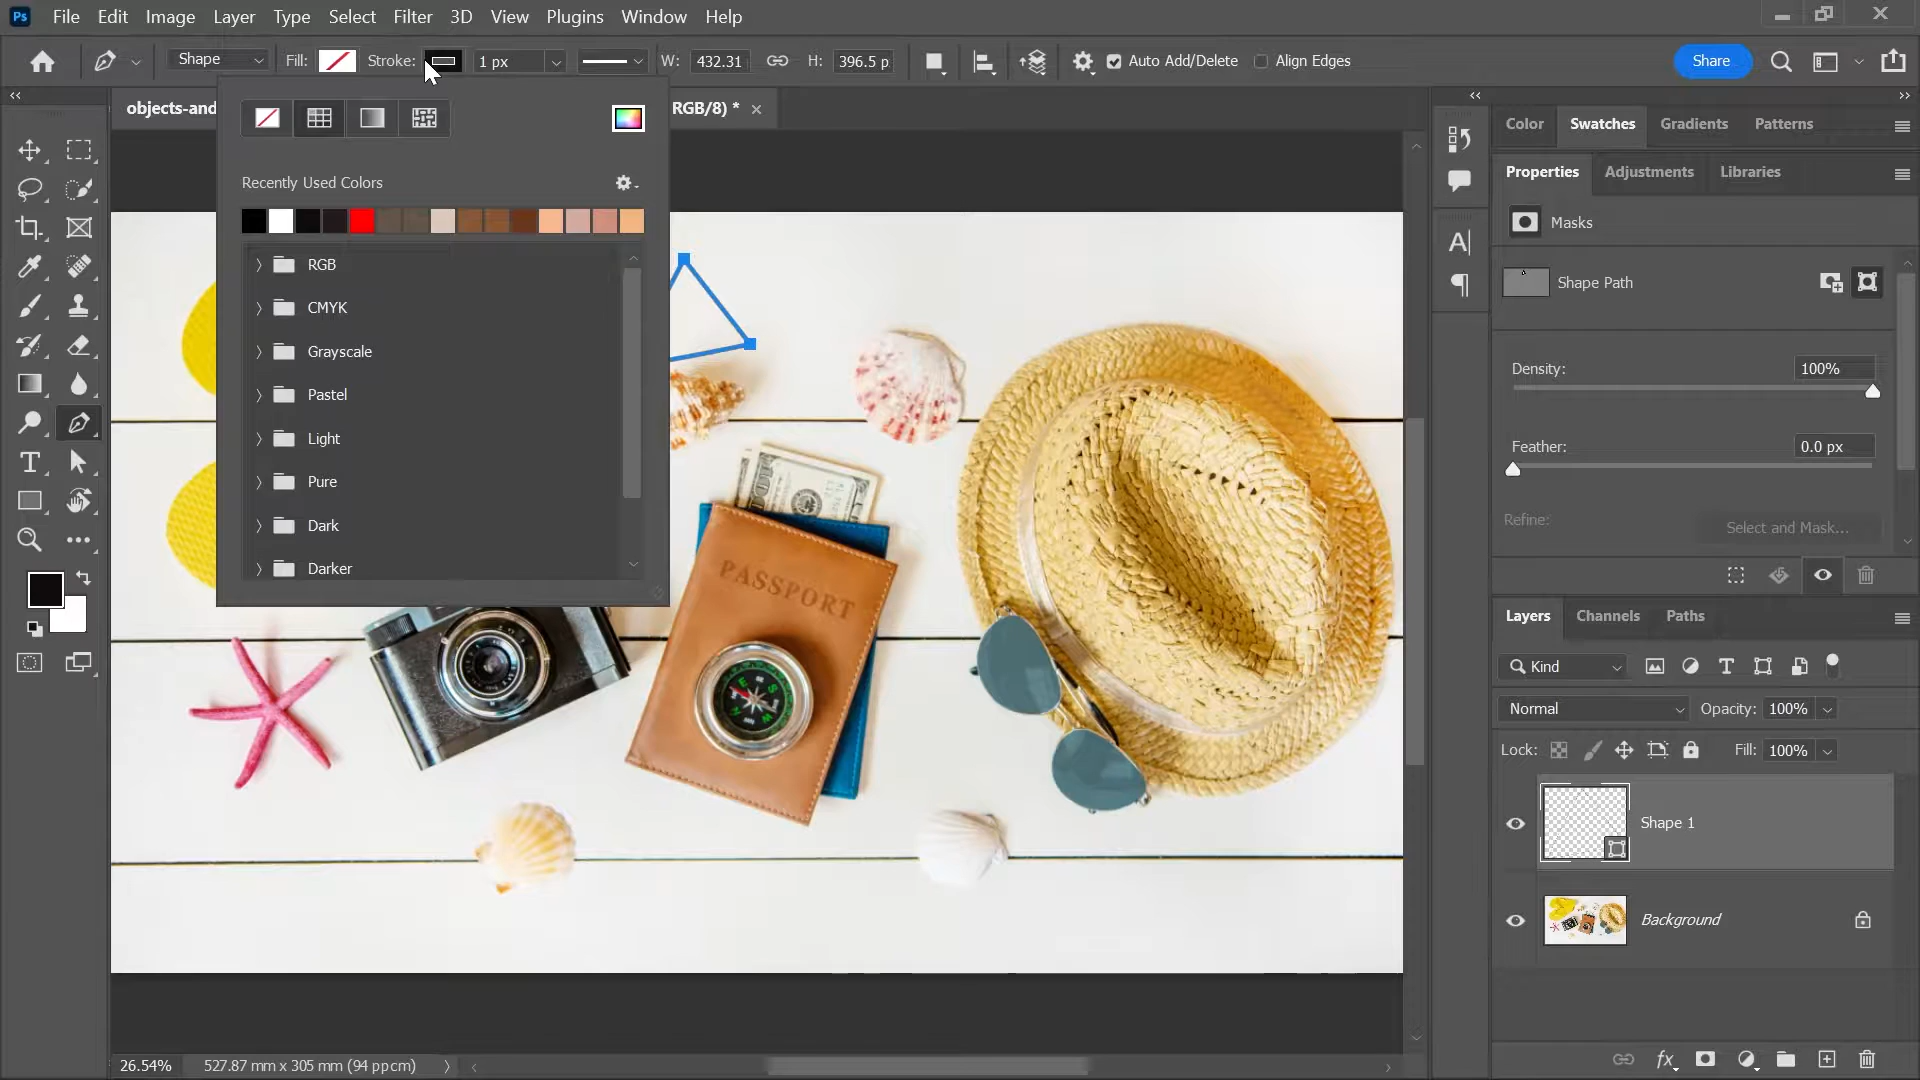 Ps File Edit Image Layer Type Select Filter 3D View Plugins Window Help
Shape Fill: Stroke: 1 px W: 432.31 H: 396.5 p Auto Add/Delete Align Edges Share
objects-and RGB/8) *
Color Swatches Gradients Patterns
Properties Adjustments Libraries
Recently Used Colors
Masks
RGB
Shape Path
CMYK
Grayscale
Density: 100%
Pastel
Light
Feather: 0.0 px
Pure
Dark
Refine: Select and Mask...
Darker
PASSPORT
Layers Channels Paths
Kind
Normal Opacity: 100%
Lock: Fill: 100%
Shape 1
Background
26.54% 527.87 mm x 305 mm (94 ppcm)